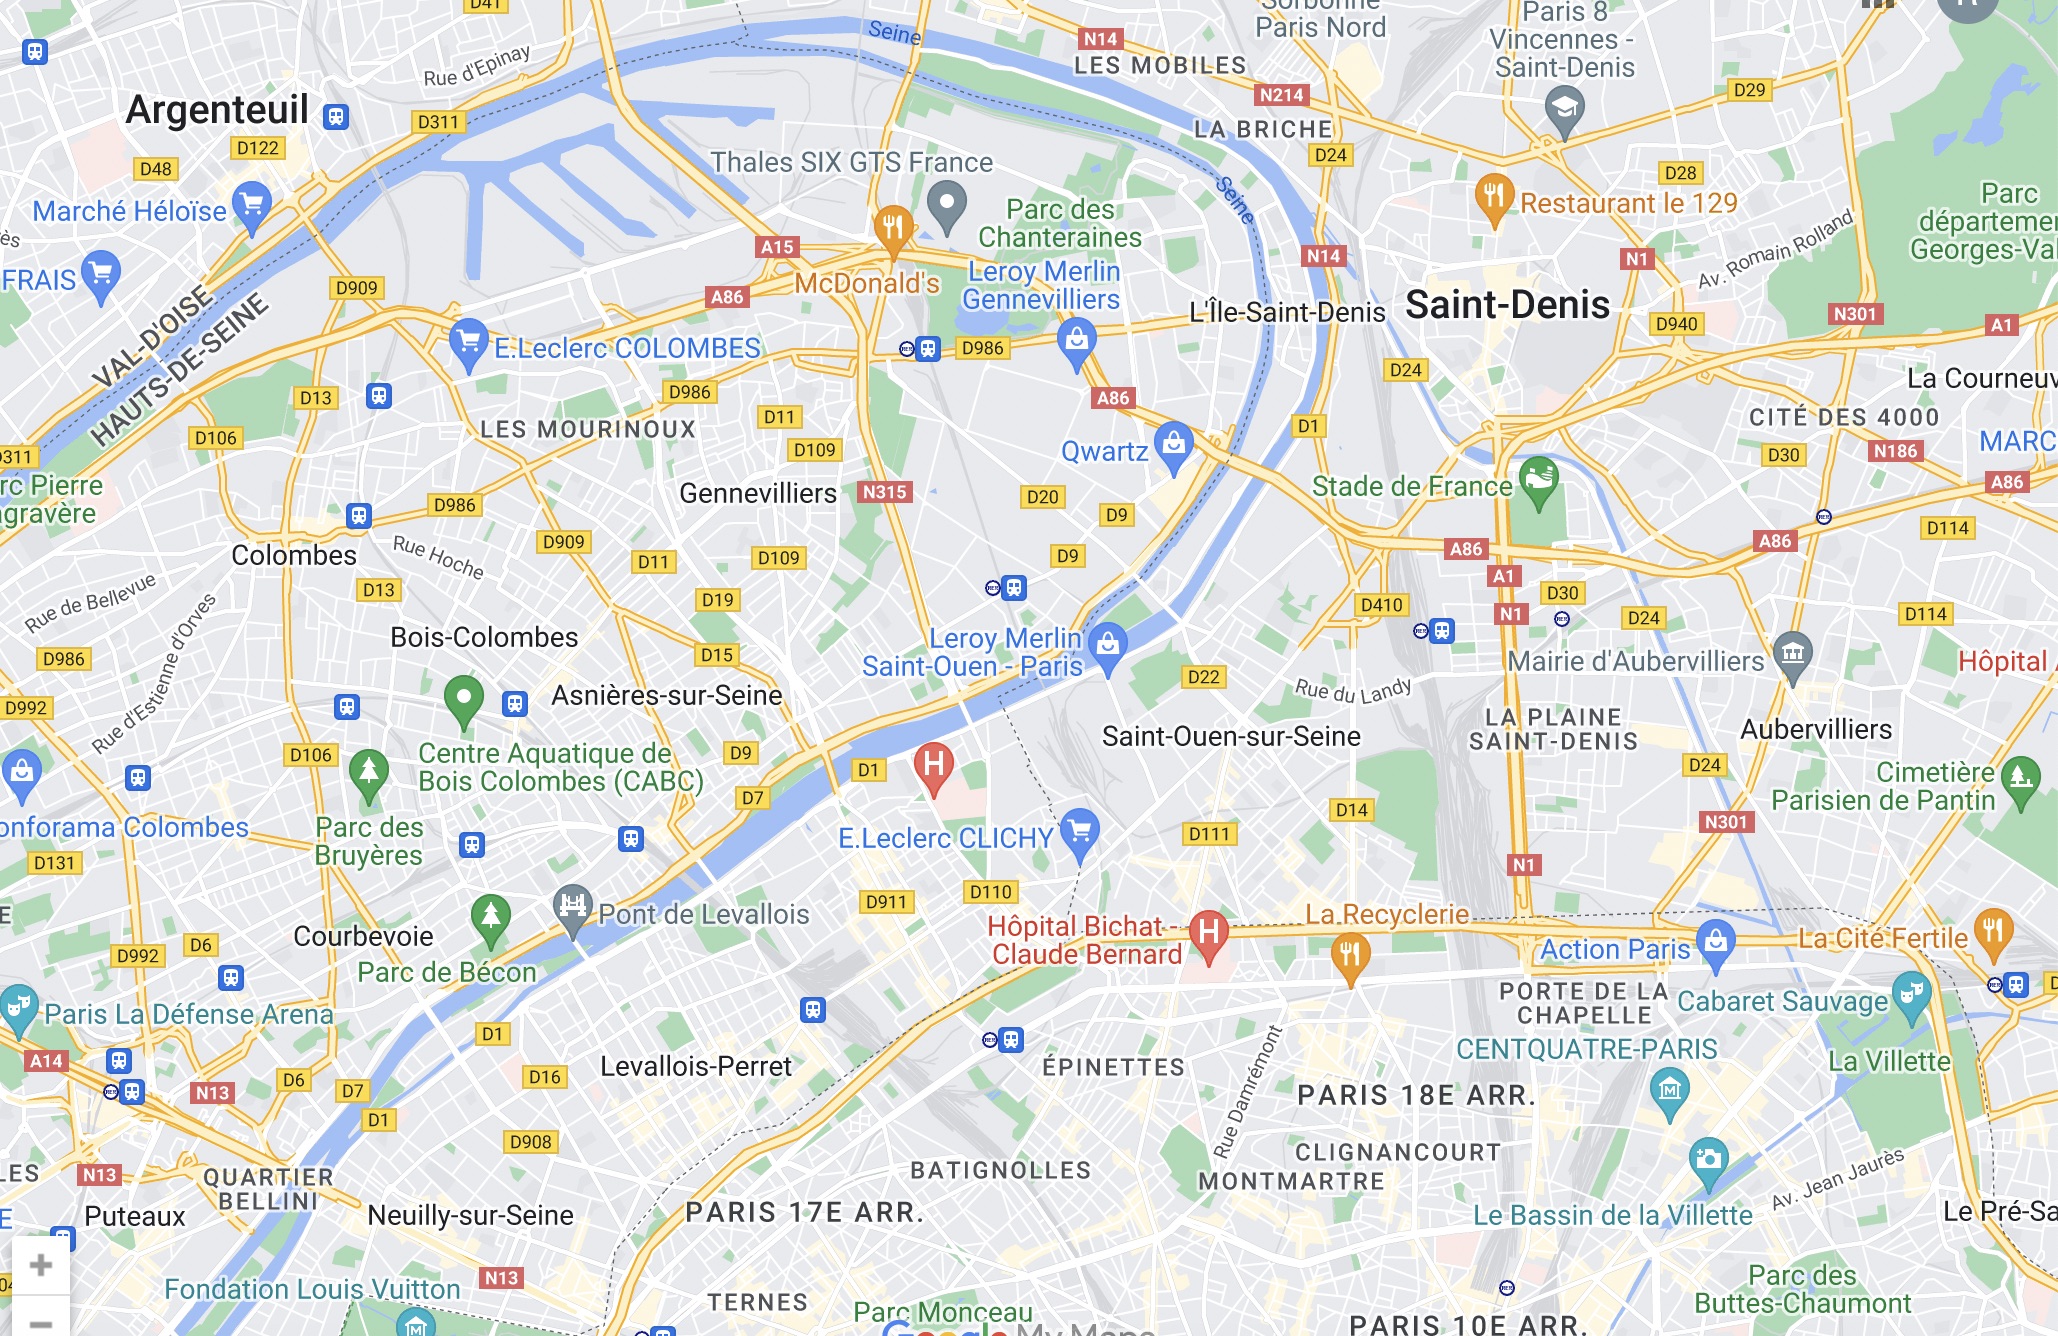 D41
Seine
N14
LES MOBILES
Sorbonne
Paris Nord
Paris 8
Vincennes -
Saint-Denis
Rue d'Epinay
Argenteuil
D311
N214
D29
D122
D48
LA BRICHE
D24
Thales SIX GTS France
D28
Marché Héloïse
Parc des
Chanteraines
Seine
Restaurant le 129
Parc
Av. Romain Rolland
A15
N14
N1
FRAIS
McDonald's
Leroy Merlin
Gennevilliers
D909
A86
VAL-D'OISE
HAUTS-DE-SEINE
L'Île-Saint-Denis
Saint-Denis
N301
D940
A1
E.Leclerc COLOMBES
D986
D24
D13
D986
A86
La Courneuv
D11
CITÉ DES 4000
D106
LES MOURINOUX
D1
D109
Qwartz
D30
N186
MARC
D311
rc Pierre
agravère
Gennevilliers
N315
Stade de France
A86
D986
D20
D9
D114
Colombes
Rue Hoche
D909
D11
D109
D9
A86
A86
A1
Rue de Bellevue
D13
D19
D410
D30
N1
D24
D114
Rue d'Estienne d'Orves
Bois-Colombes
D986
D15
Leroy Merlin
Saint-Ouen - Paris
Mairie d'Aubervilliers
Hôpital
D22
Rue du Landy
Asnières-sur-Seine
D992
LA PLAINE
SAINT-DENIS
Aubervilliers
Saint-Ouen-sur-Seine
Centre Aquatique de
Bois Colombes (CABC)
D106
D9
D1
D24
Cimetière
Parisien de Pantin
D7
D14
onforama Colombes
Parc des
Bruyères
E.Leclerc CLICHY
D111
N301
D131
N1
D911
D110
Pont de Levallois
Courbevoie
D6
D992
Parc de Bécon
Hôpital Bichat -
Claude Bernard
La Recyclerie
Action Paris
La Cité Fertile
PORTE DE LA
CHAPELLE
Cabaret Sauvage
Paris La Défense Arena
D1
CENTQUATRE-PARIS
A14
Levallois-Perret
ÉPINETTES
La Villette
D6
D7
D16
N13
Rue Damrémont
PARIS 18E ARR.
D1
D908
CLIGNANCOURT
N13
QUARTIER
BELLINI
BATIGNOLLES
MONTMARTRE
Av. Jean Jaurès
Puteaux
Neuilly-sur-Seine
PARIS 17E ARR.
Le Bassin de la Villette
Le Pré-Sa
N13
Fondation Louis Vuitton
TERNES
Parc Monceau
Parc des
Buttes-Chaumont
Google My Maps
PARIS 10E ARR.